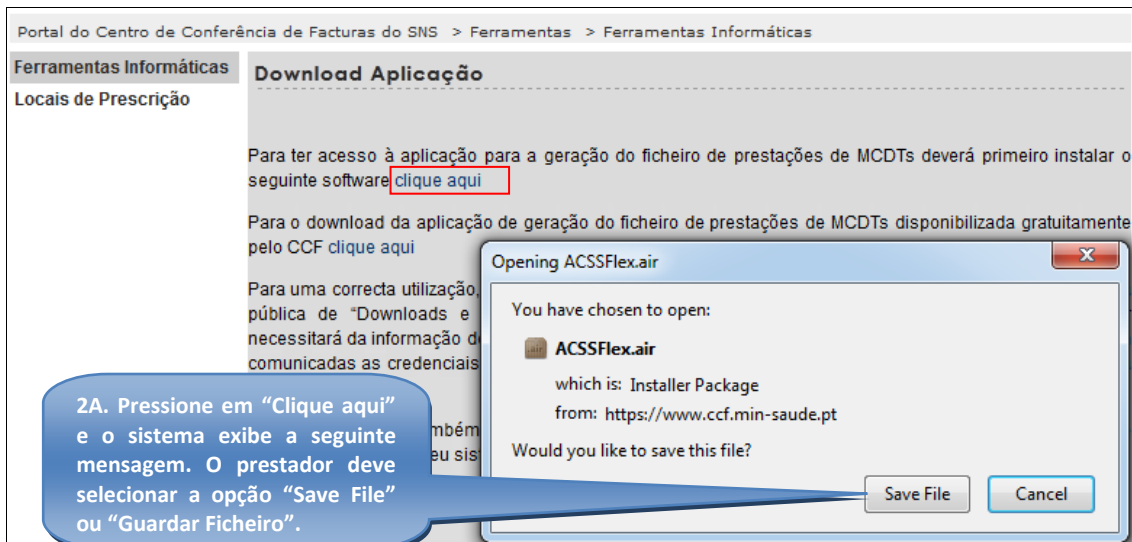 Portal do Centro de Conferência de Facturas do SNS > Ferramentas > Ferramentas Informáticas
Ferramentas Informáticas
Locais de Prescrição
Download Aplicação
Para ter acesso à aplicação para a geração do ficheiro de prestações de MCDTs deverá primeiro instalar o
seguinte software clique aqui
Para o download da aplicação de geração do ficheiro de prestações de MCDTs disponibilizada gratuitamente
pelo CCF clique aqui
Para uma correcta utilização,
pública de "Downloads e
necessitará da informação d
comunicadas as credenciais
mbém
eu sis
Opening ACSSFlex.air
You have chosen to open:
air
ACSSFlex.air
which is: Installer Package
from: https://www.ccf.min-saude.pt
Would you like to save this file?
Save File
Cancel
2A. Pressione em “Clique aqui”
e o sistema exibe a seguinte
mensagem. O prestador deve
selecionar a opção “Save File”
ou “Guardar Ficheiro”.